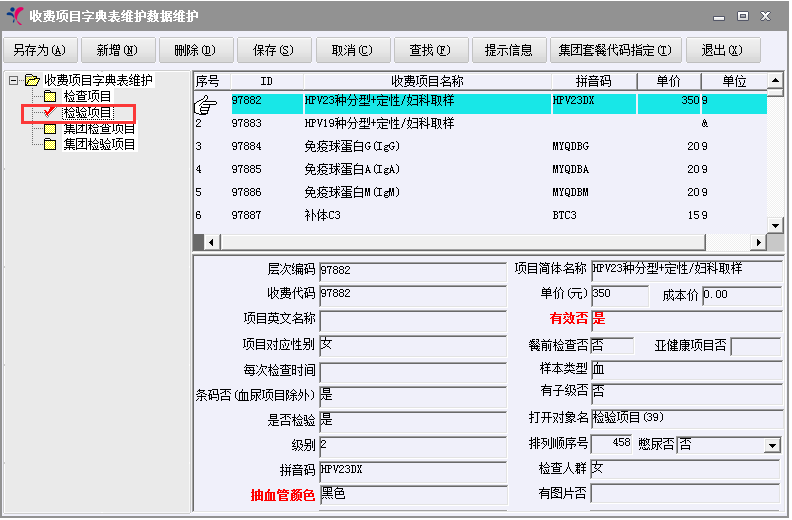 收费项目字典表维护数据维护
另存为(A) 新增(N) 删除(D) 保存(S) 取消(C) 查找(F) 提示信息 集团套餐代码指定(T) 退出(X)
收费项目字典表维护
检查项目
检验项目
集团检查项目
集团检验项目
序号 ID 收费项目名称 拼音码 单价 单位
97882 HPV23种分型+定性/妇科取样 HPV23DX 350 9
2 97883 HPV19种分型+定性/妇科取样 &
3 97884 免疫球蛋白G(IgG) MYQDBG 20 9
4 97885 免疫球蛋白A(IgA) MYQDBA 20 9
5 97886 免疫球蛋白M(IgM) MYQDBM 20 9
6 97887 补体C3 BTC3 15 9
层次编码 97882 项目简体名称 HPV23种分型+定性/妇科取样
收费代码 97882 单价(元) 350 成本价 0.00
项目英文名称 有效否 是
项目对应性别 女 餐前检查否 否 亚健康项目否
每次检查时间 样本类型 血
条码否(血尿项目除外) 是 有子级否 否
是否检验 是 打开对象名 检验项目(39)
级别 2 排列顺序号 458 憋尿否 否
拼音码 HPV23DX 检查人群 女
抽血管颜色 黑色 有图片否